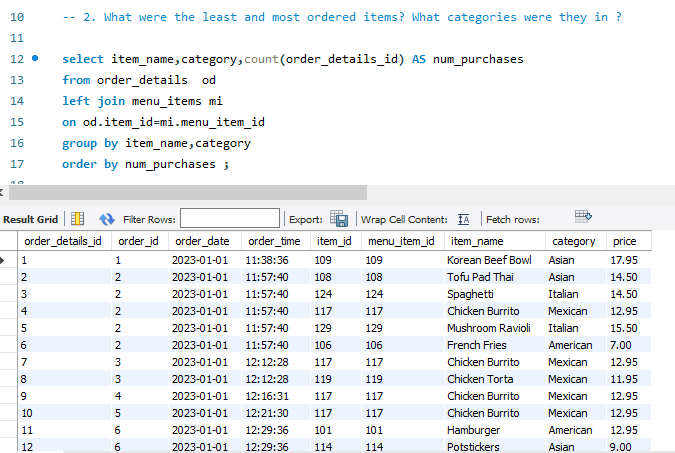 10 -- 2. What were the least and most ordered items? What categories were they in ?
11
12 select item_name,category,count(order_details_id) AS num_purchases
13 from order_details  od
14 left join menu_items mi
15 on od.item_id=mi.menu_item_id
16 group by item_name,category
17 order by num_purchases ;
18
Result Grid Filter Rows: Export: Wrap Cell Content: Fetch rows:
order_details_id order_id order_date order_time item_id menu_item_id item_name category price
1 1 2023-01-01 11:38:36 109 109 Korean Beef Bowl Asian 17.95
2 2 2023-01-01 11:57:40 108 108 Tofu Pad Thai Asian 14.50
3 2 2023-01-01 11:57:40 124 124 Spaghetti Italian 14.50
4 2 2023-01-01 11:57:40 117 117 Chicken Burrito Mexican 12.95
5 2 2023-01-01 11:57:40 129 129 Mushroom Ravioli Italian 15.50
6 2 2023-01-01 11:57:40 106 106 French Fries American 7.00
7 3 2023-01-01 12:12:28 117 117 Chicken Burrito Mexican 12.95
8 3 2023-01-01 12:12:28 119 119 Chicken Torta Mexican 11.95
9 4 2023-01-01 12:16:31 117 117 Chicken Burrito Mexican 12.95
10 5 2023-01-01 12:21:30 117 117 Chicken Burrito Mexican 12.95
11 6 2023-01-01 12:29:36 101 101 Hamburger American 12.95
12 6 2023-01-01 12:29:36 114 114 Potstickers Asian 9.00